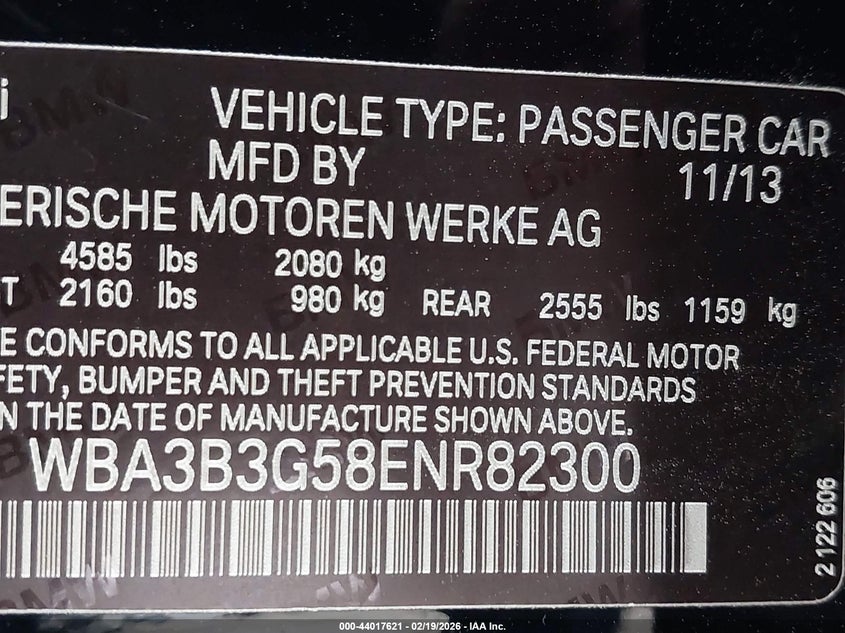 i
VEHICLE TYPE: PASSENGER CAR
MFD BY 11/13
ERISCHE MOTOREN WERKE AG
4585 lbs 2080 kg
T 2160 lbs 980 kg REAR 2555 lbs 1159 kg
E CONFORMS TO ALL APPLICABLE U.S. FEDERAL MOTOR
FETY, BUMPER AND THEFT PREVENTION STANDARDS
N THE DATE OF MANUFACTURE SHOWN ABOVE.
WBA3B3G58ENR82300
2 122 606
000-44017621 - 02/19/2026 - IAA Inc.